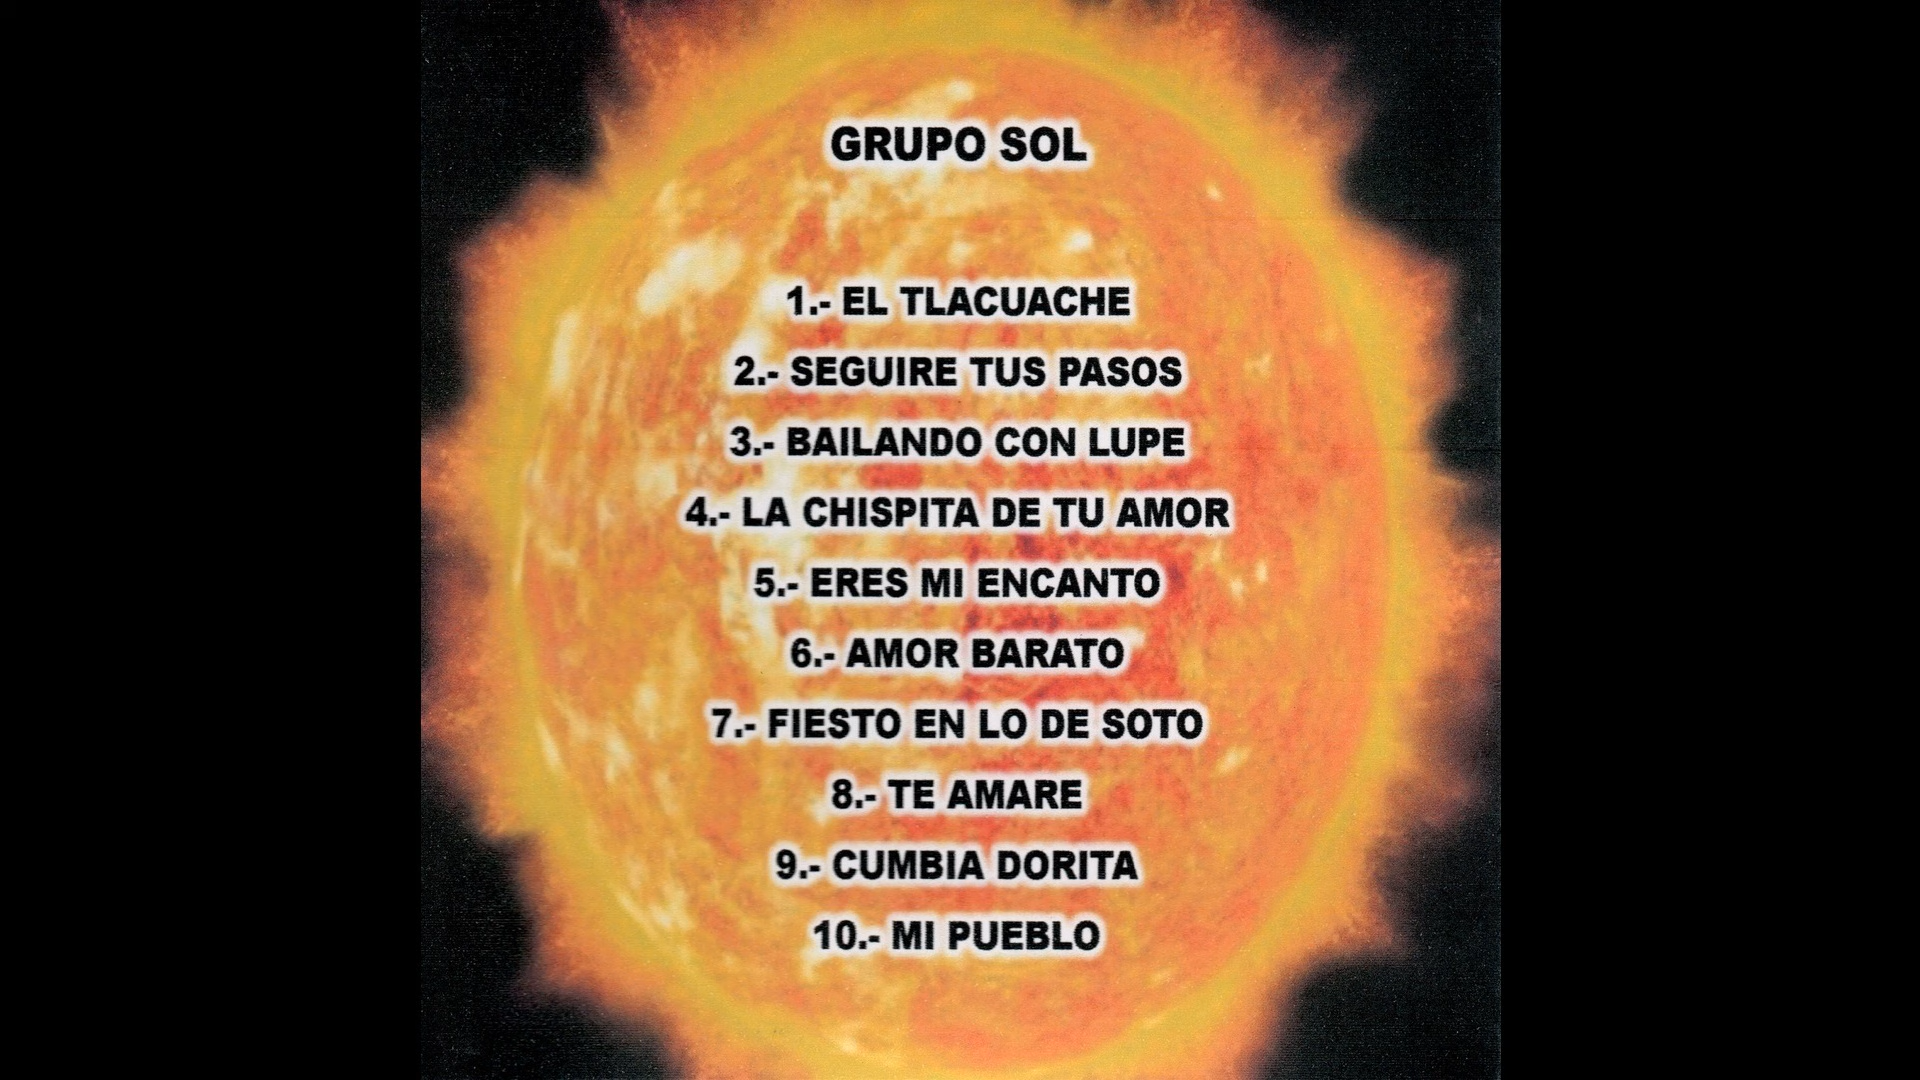 GRUPO SOL
1.- EL TLACUACHE
2.- SEGUIRE TUS PASOS
3.- BAILANDO CON LUPE
4.- LA CHISPITA DE TU AMOR
5.- ERES MI ENCANTO
6.- AMOR BARATO
7.- FIESTO EN LO DE SOTO
8.- TE AMARE
9.- CUMBIA DORITA
10.- MI PUEBLO